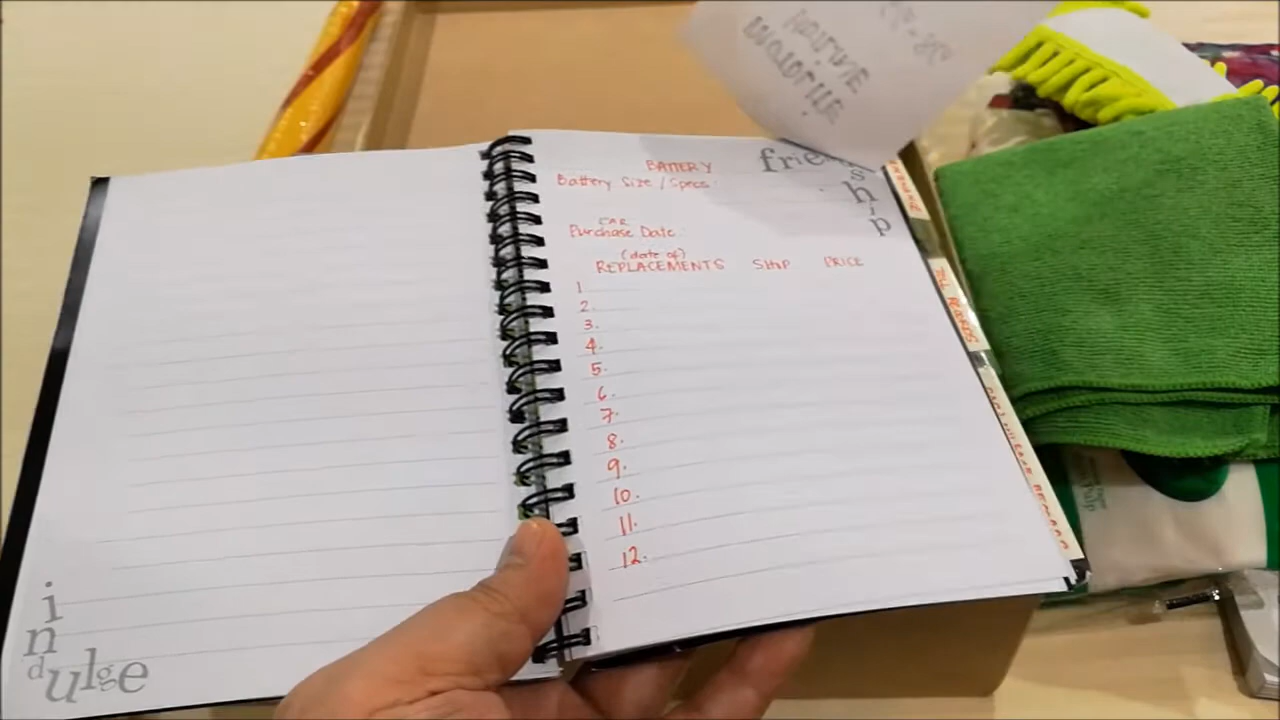 BATTERY
friendship
Battery Size / Specs:
CAR
Purchase Date:
(date of)
REPLACEMENTS SHOP PRICE
1.
2.
3.
4.
5.
6.
7.
8.
9.
10.
11.
12.
indulge